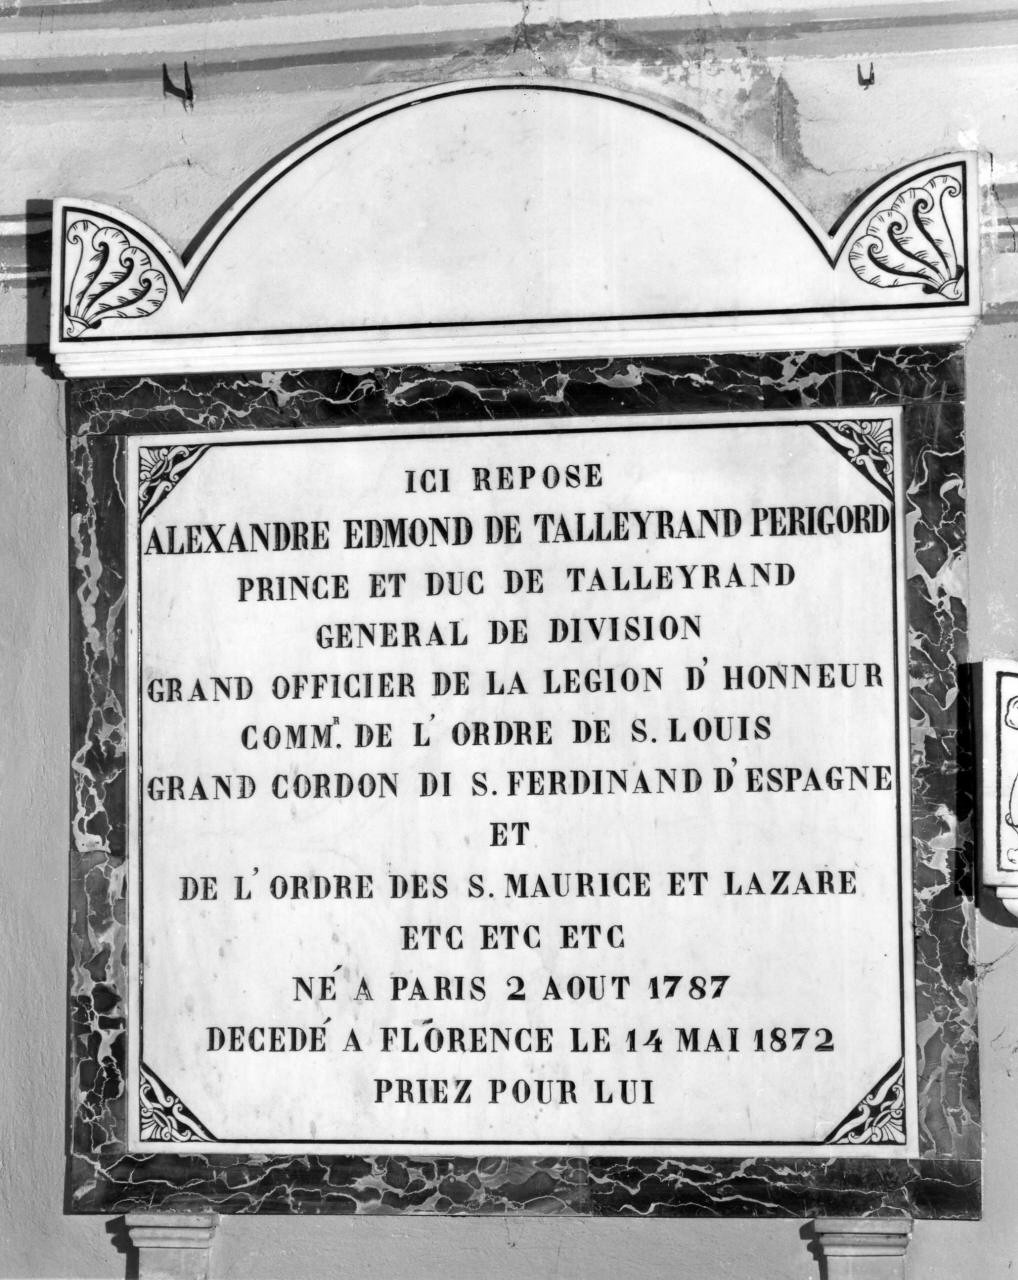 ICI REPOSE
ALEXANDRE EDMOND DE TALLEYRAND PERIGORD
PRINCE ET DUC DE TALLEYRAND
GENERAL DE DIVISION
GRAND OFFICIER DE LA LEGION D'HONNEUR
COMM.R DE L'ORDRE DE S. LOUIS
GRAND CORDON DI S. FERDINAND D'ESPAGNE
ET
DE L'ORDRE DES S. MAURICE ET LAZARE
ETC ETC ETC
NÉ A PARIS 2 AOUT 1787
DECEDÉ A FLORENCE LE 14 MAI 1872
PRIEZ POUR LUI